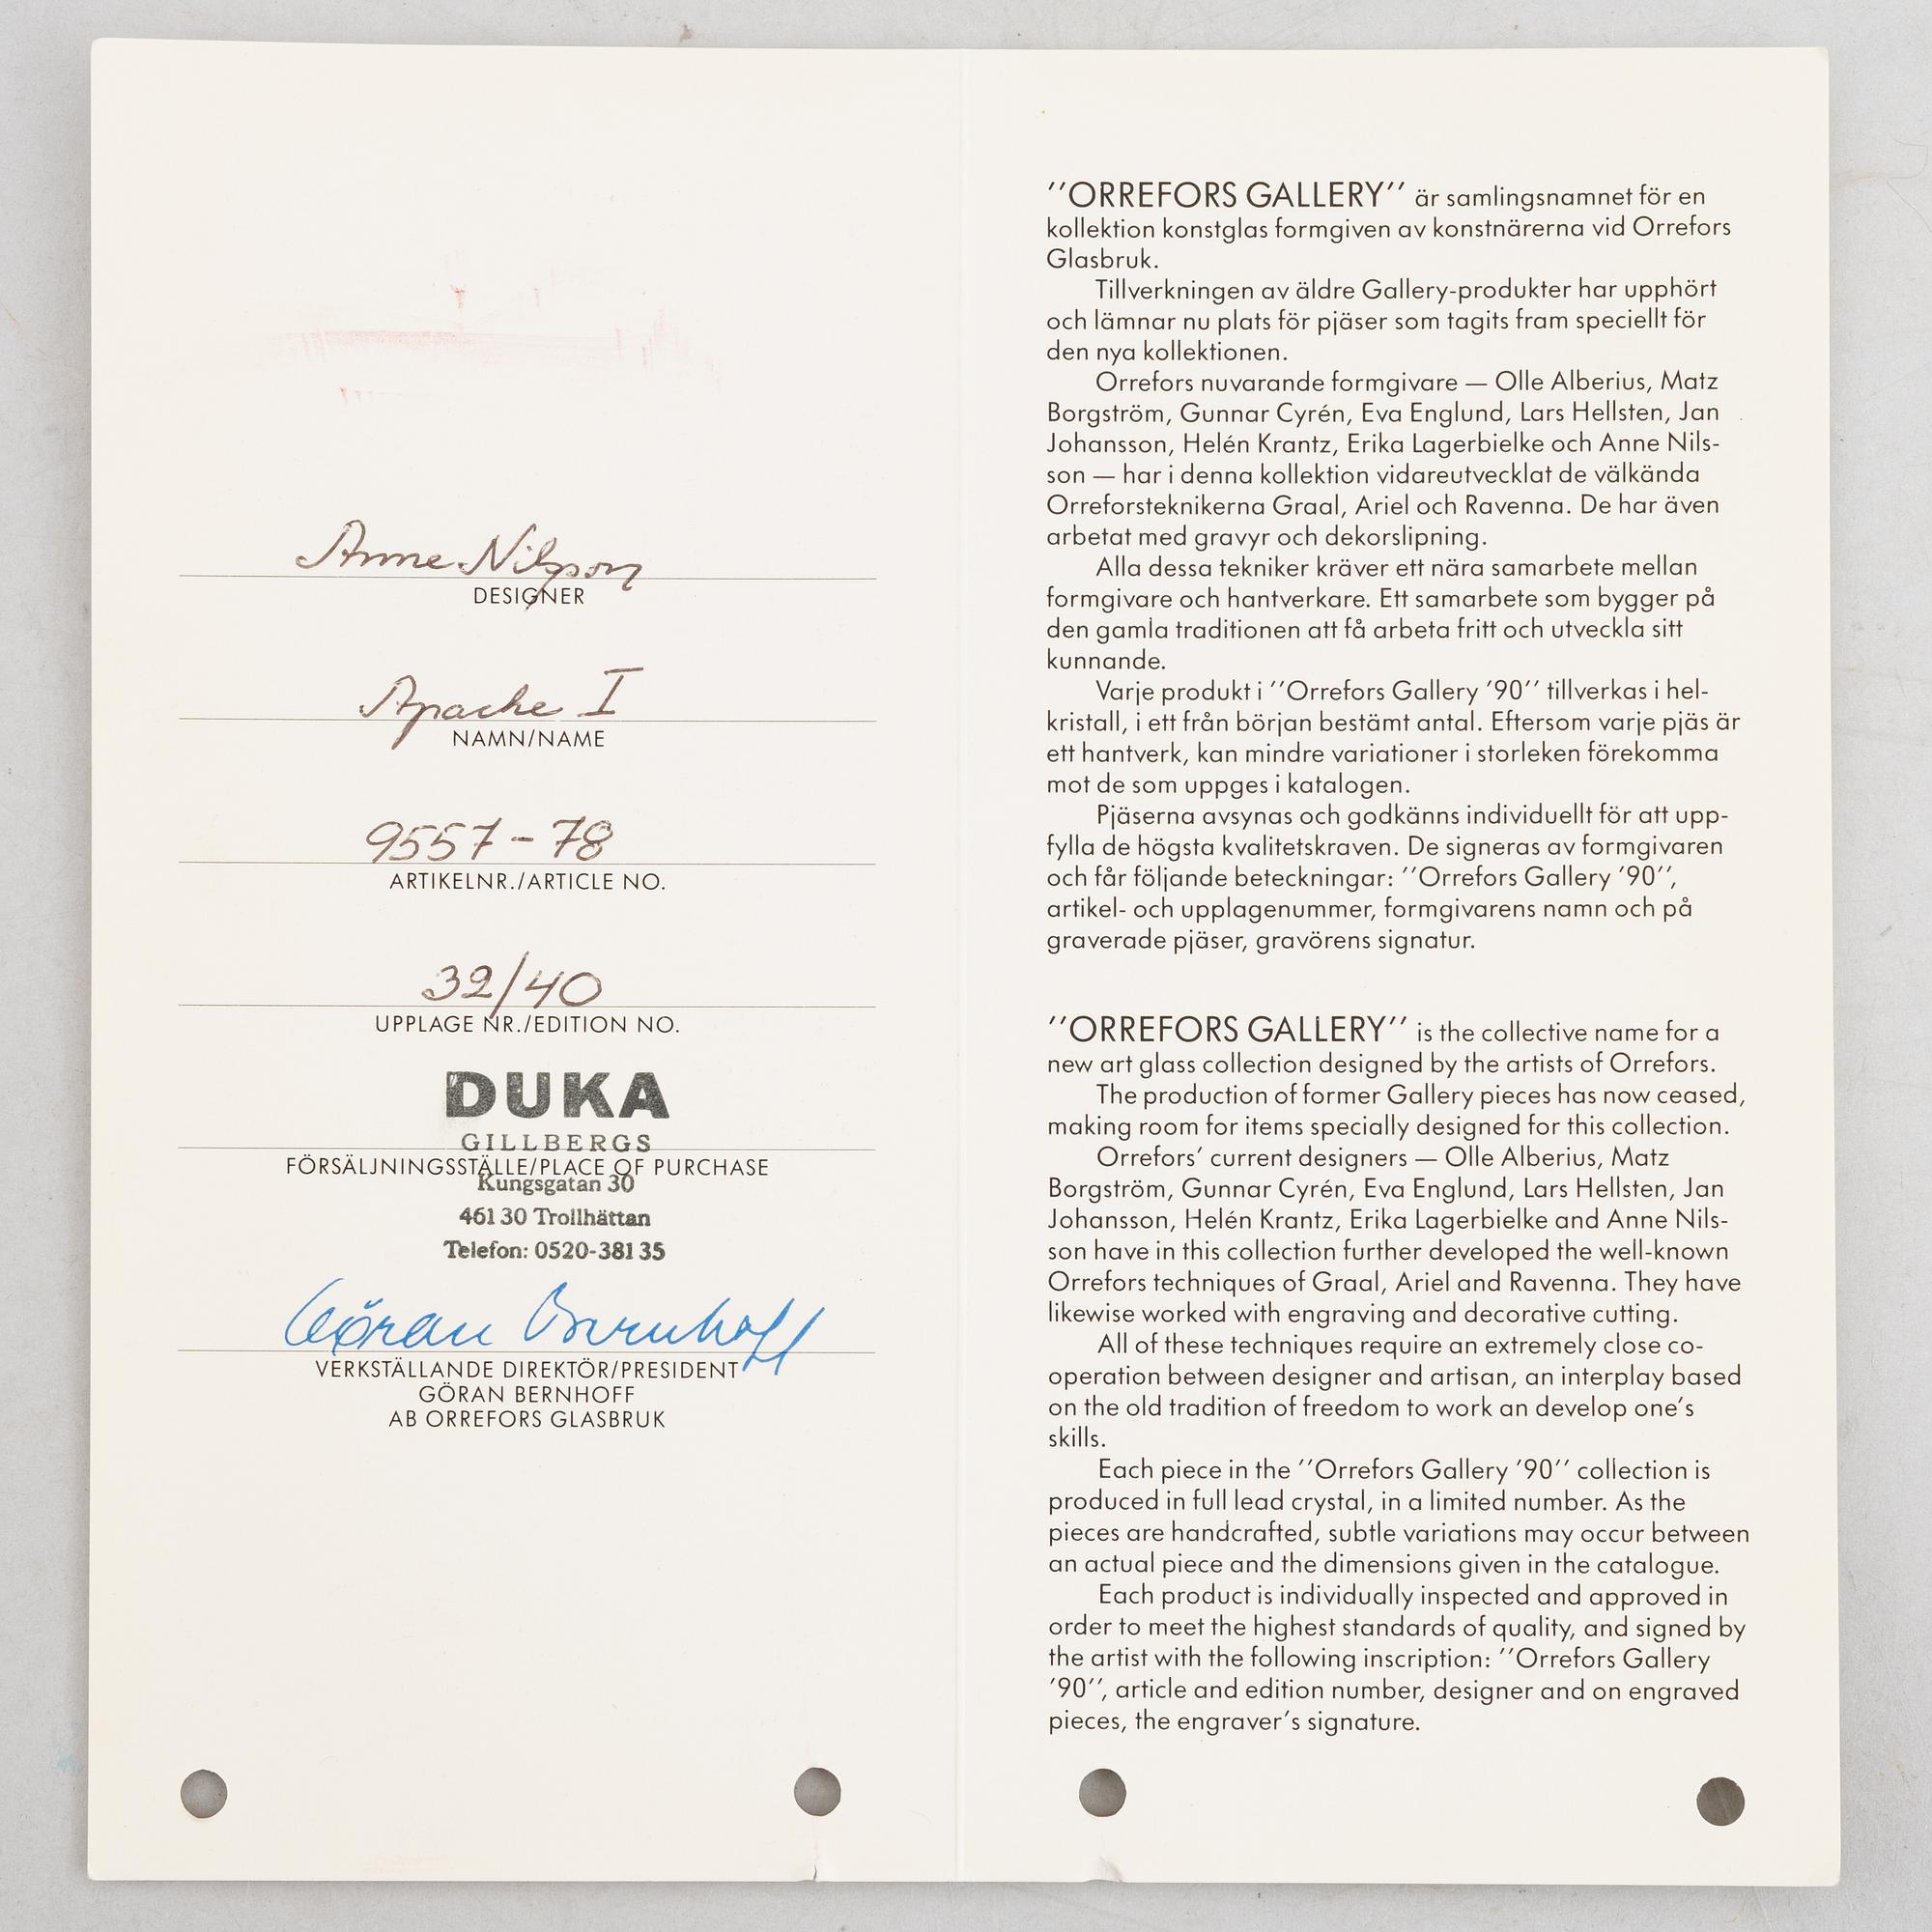 Anne Nilsson
DESIGNER
Apache I
NAMN/NAME
9557-78
ARTIKELNR./ARTICLE NO.
32/40
UPPLAGE NR./EDITION NO.
DUKA
GILLBERGS
FÖRSÄLJNINGSSTÄLLE/PLACE OF PURCHASE
Kungsgatan 30
461 30 Trollhättan
Telefon: 0520-381 35
Göran Bernhoff
VERKSTÄLLANDE DIREKTÖR/PRESIDENT
GÖRAN BERNHOFF
AB ORREFORS GLASBRUK
''ORREFORS GALLERY'' är samlingsnamnet för en
kollektion konstglas formgiven av konstnärerna vid Orrefors
Glasbruk.
Tillverkningen av äldre Gallery-produkter har upphört
och lämnar nu plats för pjäser som tagits fram speciellt för
den nya kollektionen.
Orrefors nuvarande formgivare — Olle Alberius, Matz
Borgström, Gunnar Cyrén, Eva Englund, Lars Hellsten, Jan
Johansson, Helén Krantz, Erika Lagerbielke och Anne Nils-
son — har i denna kollektion vidareutvecklat de välkända
Orreforsteknikerna Graal, Ariel och Ravenna. De har även
arbetat med gravyr och dekorslipning.
Alla dessa tekniker kräver ett nära samarbete mellan
formgivare och hantverkare. Ett samarbete som bygger på
den gamla traditionen att få arbeta fritt och utveckla sitt
kunnande.
Varje produkt i ''Orrefors Gallery '90'' tillverkas i hel-
kristall, i ett från början bestämt antal. Eftersom varje pjäs är
ett hantverk, kan mindre variationer i storleken förekomma
mot de som uppges i katalogen.
Pjäserna avsynas och godkänns individuellt för att upp-
fylla de högsta kvalitetskraven. De signeras av formgivaren
och får följande beteckningar: ''Orrefors Gallery '90'',
artikel- och upplagenummer, formgivarens namn och på
graverade pjäser, gravörens signatur.
''ORREFORS GALLERY'' is the collective name for a
new art glass collection designed by the artists of Orrefors.
The production of former Gallery pieces has now ceased,
making room for items specially designed for this collection.
Orrefors' current designers — Olle Alberius, Matz
Borgström, Gunnar Cyrén, Eva Englund, Lars Hellsten, Jan
Johansson, Helén Krantz, Erika Lagerbielke and Anne Nils-
son have in this collection further developed the well-known
Orrefors techniques of Graal, Ariel and Ravenna. They have
likewise worked with engraving and decorative cutting.
All of these techniques require an extremely close co-
operation between designer and artisan, an interplay based
on the old tradition of freedom to work an develop one's
skills.
Each piece in the ''Orrefors Gallery '90'' collection is
produced in full lead crystal, in a limited number. As the
pieces are handcrafted, subtle variations may occur between
an actual piece and the dimensions given in the catalogue.
Each product is individually inspected and approved in
order to meet the highest standards of quality, and signed by
the artist with the following inscription: ''Orrefors Gallery
'90'', article and edition number, designer and on engraved
pieces, the engraver's signature.